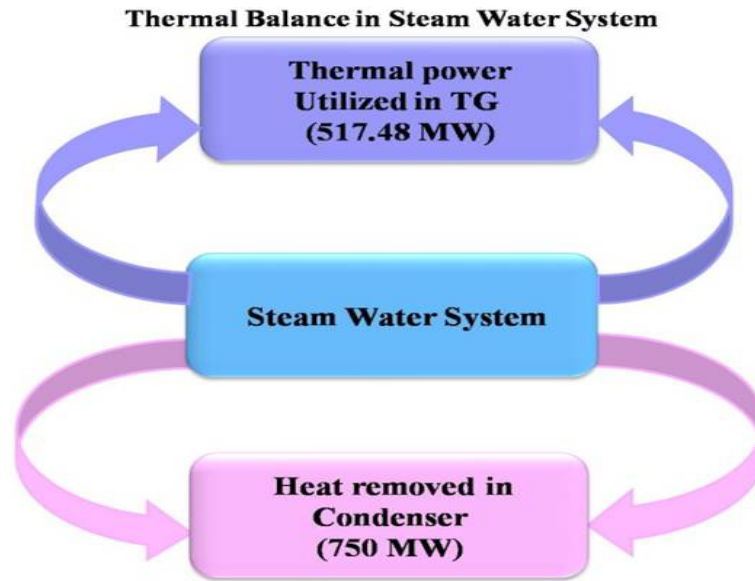 Thermal Balance in Steam Water System
Thermal power
Utilized in TG
(517.48 MW)
Steam Water System
Heat removed in
Condenser
(750 MW)